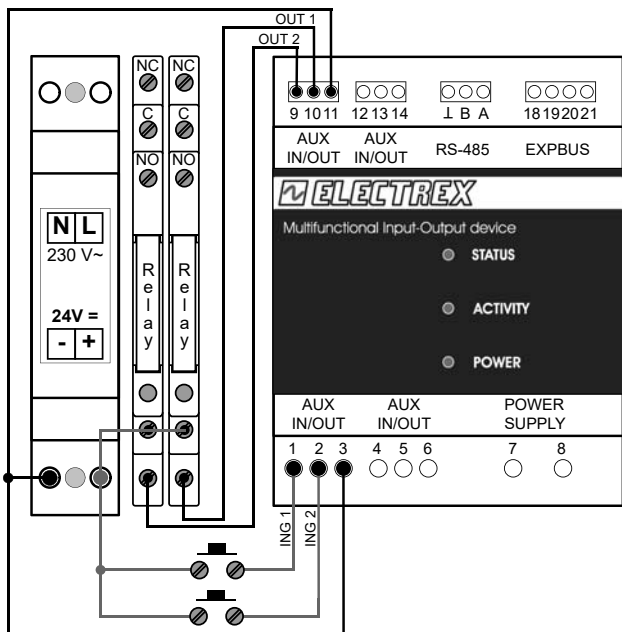 OUT 1
OUT 2
NC NC
C C
NO NO
9 10 11 12 13 14 ⊥ B A 18 19 20 21
AUX IN/OUT
AUX IN/OUT
RS-485
EXPBUS
ELECTREX
Multifunctional Input-Output device
STATUS
ACTIVITY
POWER
N L
230 V~
24V =
- +
Relay
Relay
AUX IN/OUT
AUX IN/OUT
POWER SUPPLY
1 2 3 4 5 6 7 8
ING 1
ING 2